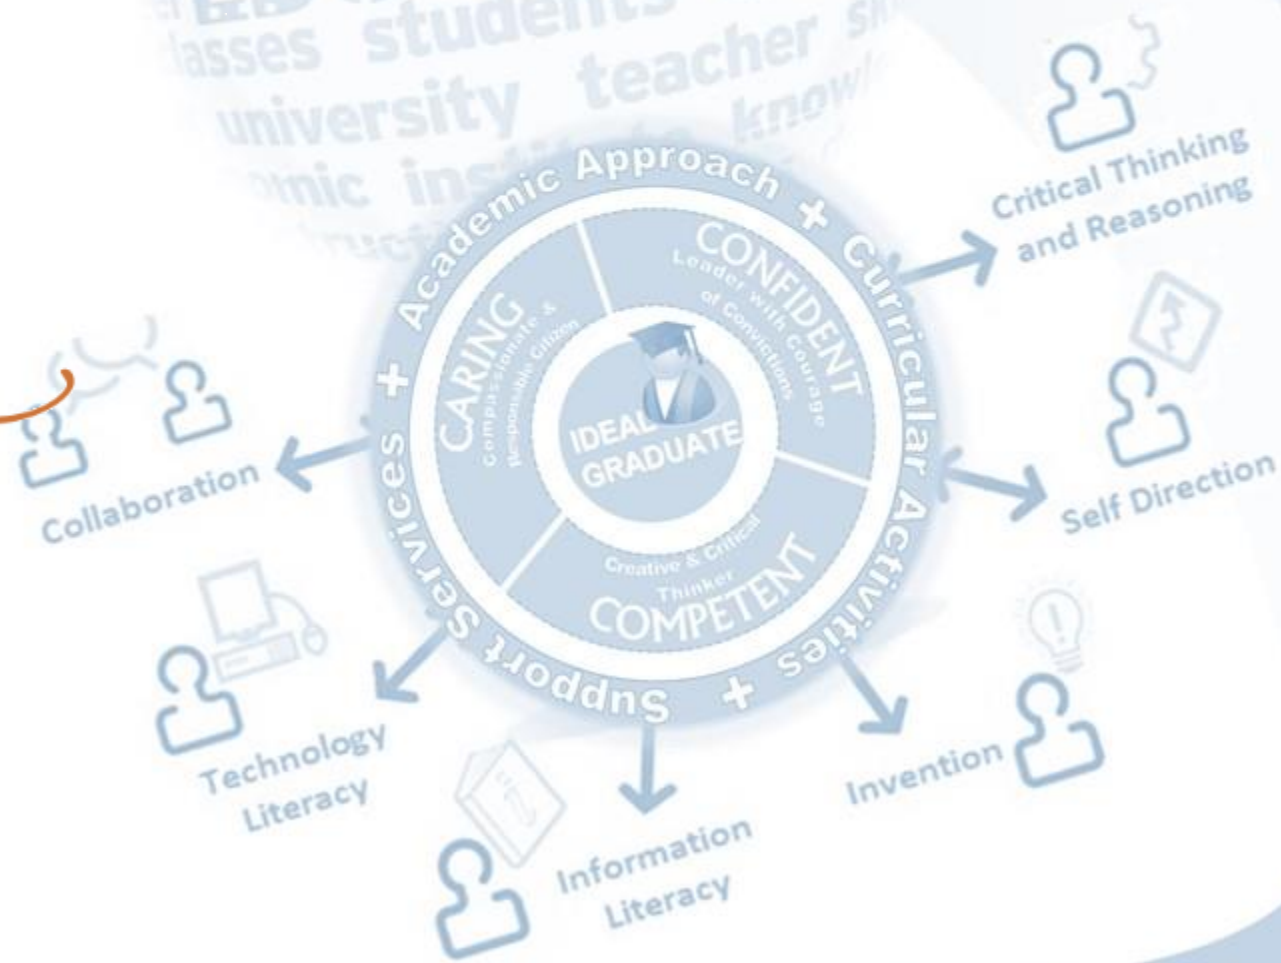 asses students
university teacher
Academic Approach + Curricular Activities + Support Services +
CONFIDENT
Leader with Courage
of Convictions
CARING
Compassionate &
Responsible Citizen
IDEAL
GRADUATE
Creative & Critical
Thinker
COMPETENT
Critical Thinking
and Reasoning
Self Direction
Invention
Information
Literacy
Technology
Literacy
Collaboration